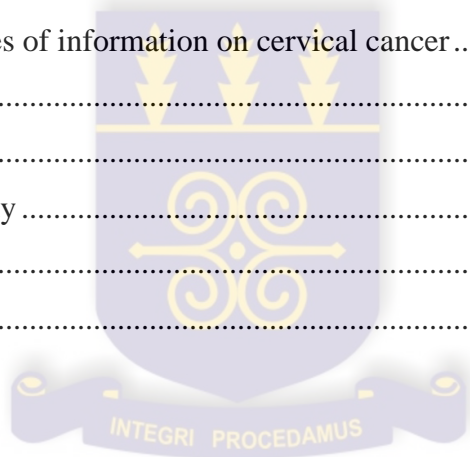 es of information on cervical cancer ..
................................................................
................................................................
y ............................................................
................................................................
................................................................
INTEGRI PROCEDAMUS